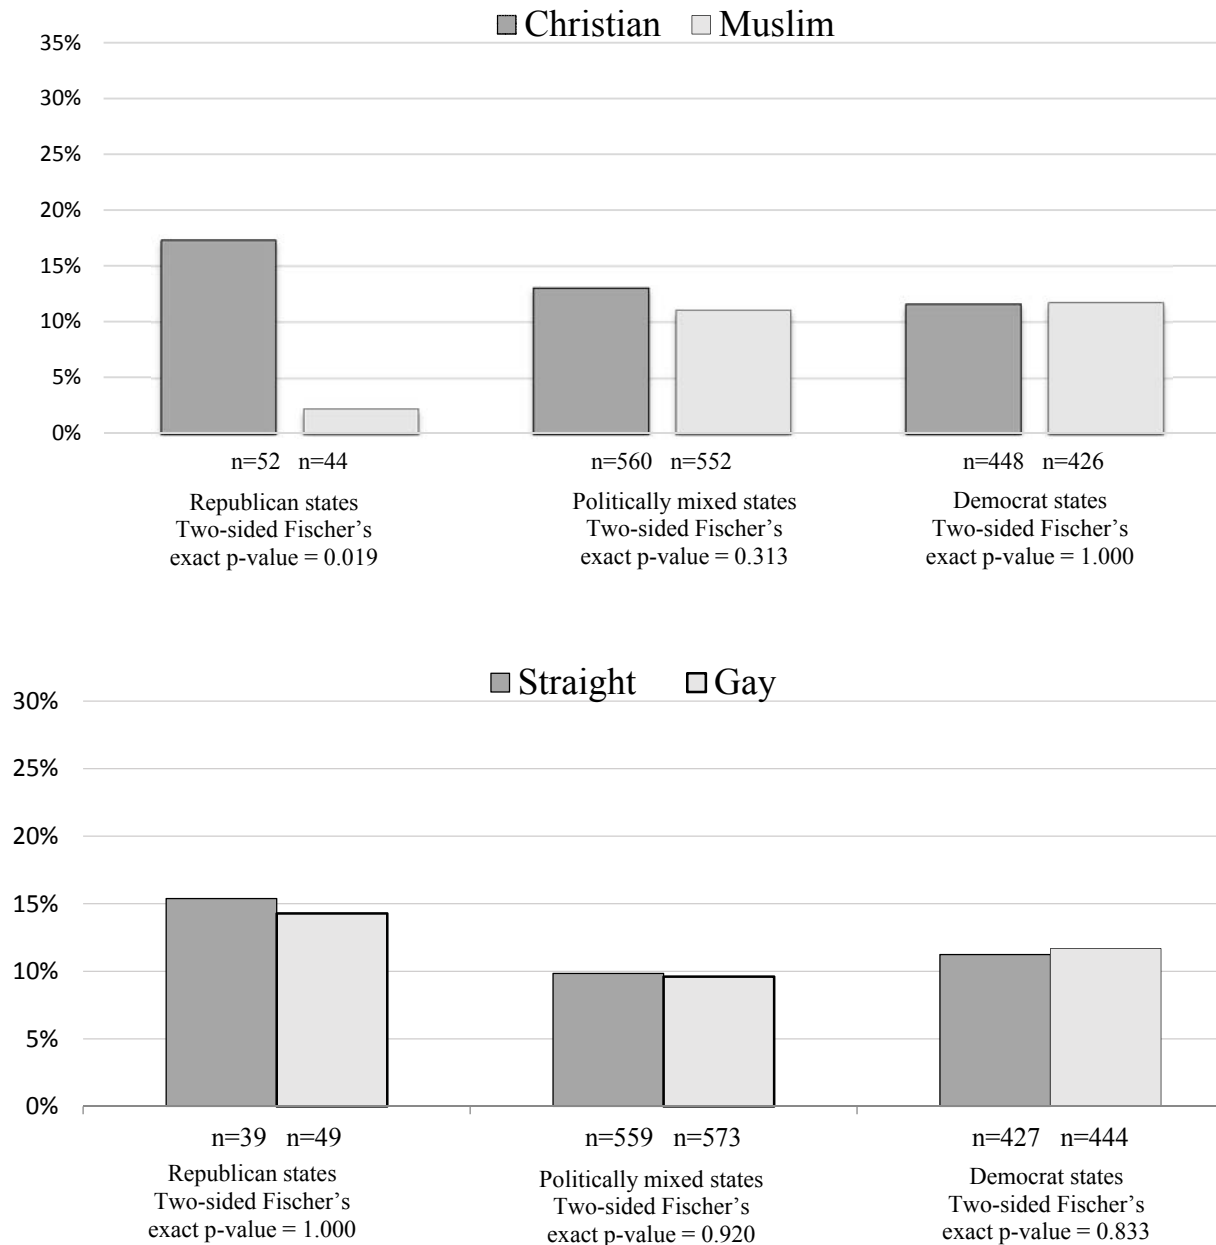 Christian Muslim
35%
30%
25%
20%
15%
10%
5%
0%
n=52 n=44 n=560 n=552 n=448 n=426
Republican states
Two-sided Fischer’s
exact p-value = 0.019
Politically mixed states
Two-sided Fischer’s
exact p-value = 0.313
Democrat states
Two-sided Fischer’s
exact p-value = 1.000
Straight Gay
30%
25%
20%
15%
10%
5%
0%
n=39 n=49 n=559 n=573 n=427 n=444
Republican states
Two-sided Fischer’s
exact p-value = 1.000
Politically mixed states
Two-sided Fischer’s
exact p-value = 0.920
Democrat states
Two-sided Fischer’s
exact p-value = 0.833